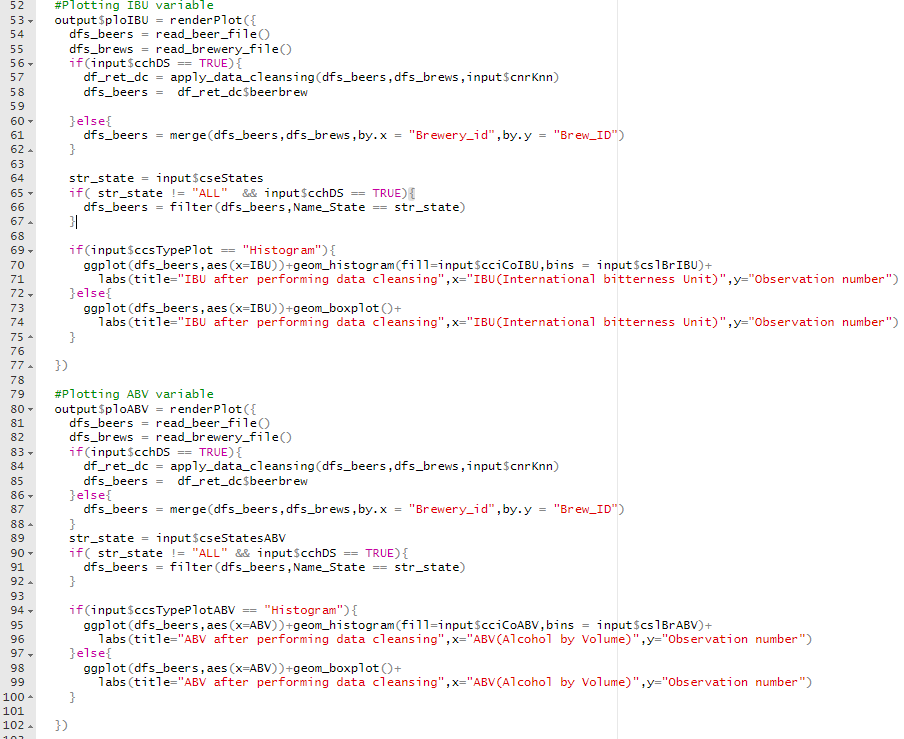 52 #Plotting IBU variable
53 output$ploIBU = renderPlot({
54 dfs_beers = read_beer_file()
55 dfs_brews = read_brewery_file()
56 if(input$cchDS == TRUE){
57 df_ret_dc = apply_data_cleansing(dfs_beers,dfs_brews,input$cnrKnn)
58 dfs_beers =  df_ret_dc$beerbrew
59
60 }else{
61 dfs_beers = merge(dfs_beers,dfs_brews,by.x = "Brewery_id",by.y = "Brew_ID")
62 }
63
64 str_state = input$cseStates
65 if( str_state != "ALL"  && input$cchDS == TRUE){
66 dfs_beers = filter(dfs_beers,Name_State == str_state)
67 }
68
69 if(input$ccsTypePlot == "Histogram"){
70 ggplot(dfs_beers,aes(x=IBU))+geom_histogram(fill=input$cciCoIBU,bins = input$cslBrIBU)+
71 labs(title="IBU after performing data cleansing",x="IBU(International bitterness Unit)",y="Observation number")
72 }else{
73 ggplot(dfs_beers,aes(x=IBU))+geom_boxplot()+
74 labs(title="IBU after performing data cleansing",x="IBU(International bitterness Unit)",y="Observation number")
75 }
76
77 })
78
79 #Plotting ABV variable
80 output$ploABV = renderPlot({
81 dfs_beers = read_beer_file()
82 dfs_brews = read_brewery_file()
83 if(input$cchDS == TRUE){
84 df_ret_dc = apply_data_cleansing(dfs_beers,dfs_brews,input$cnrKnn)
85 dfs_beers =  df_ret_dc$beerbrew
86 }else{
87 dfs_beers = merge(dfs_beers,dfs_brews,by.x = "Brewery_id",by.y = "Brew_ID")
88 }
89 str_state = input$cseStatesABV
90 if( str_state != "ALL" && input$cchDS == TRUE){
91 dfs_beers = filter(dfs_beers,Name_State == str_state)
92 }
93
94 if(input$ccsTypePlotABV == "Histogram"){
95 ggplot(dfs_beers,aes(x=ABV))+geom_histogram(fill=input$cciCoABV,bins = input$cslBrABV)+
96 labs(title="ABV after performing data cleansing",x="ABV(Alcohol by Volume)",y="Observation number")
97 }else{
98 ggplot(dfs_beers,aes(x=ABV))+geom_boxplot()+
99 labs(title="ABV after performing data cleansing",x="ABV(Alcohol by Volume)",y="Observation number")
100 }
101
102 })